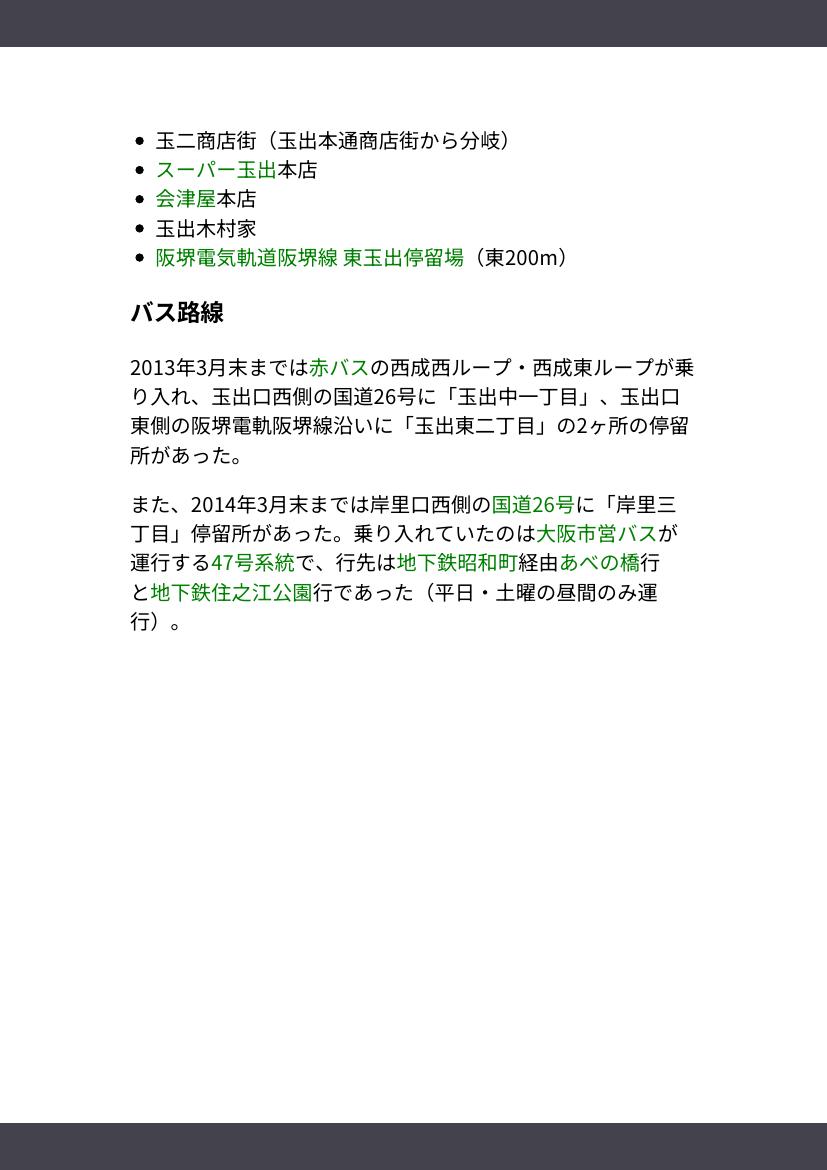 玉二商店街（玉出本通商店街から分岐）
スーパー玉出本店
会津屋本店
玉出木村家
阪堺電気軌道阪堺線 東玉出停留場（東200m）
バス路線
2013年3月末までは赤バスの西成西ループ・西成東ループが乗
り入れ、玉出口西側の国道26号に「玉出中一丁目」、玉出口
東側の阪堺電軌阪堺線沿いに「玉出東二丁目」の2ヶ所の停留
所があった。
また、2014年3月末までは岸里口西側の国道26号に「岸里三
丁目」停留所があった。乗り入れていたのは大阪市営バスが
運行する47号系統で、行先は地下鉄昭和町経由あべの橋行
と地下鉄住之江公園行であった（平日・土曜の昼間のみ運
行）。